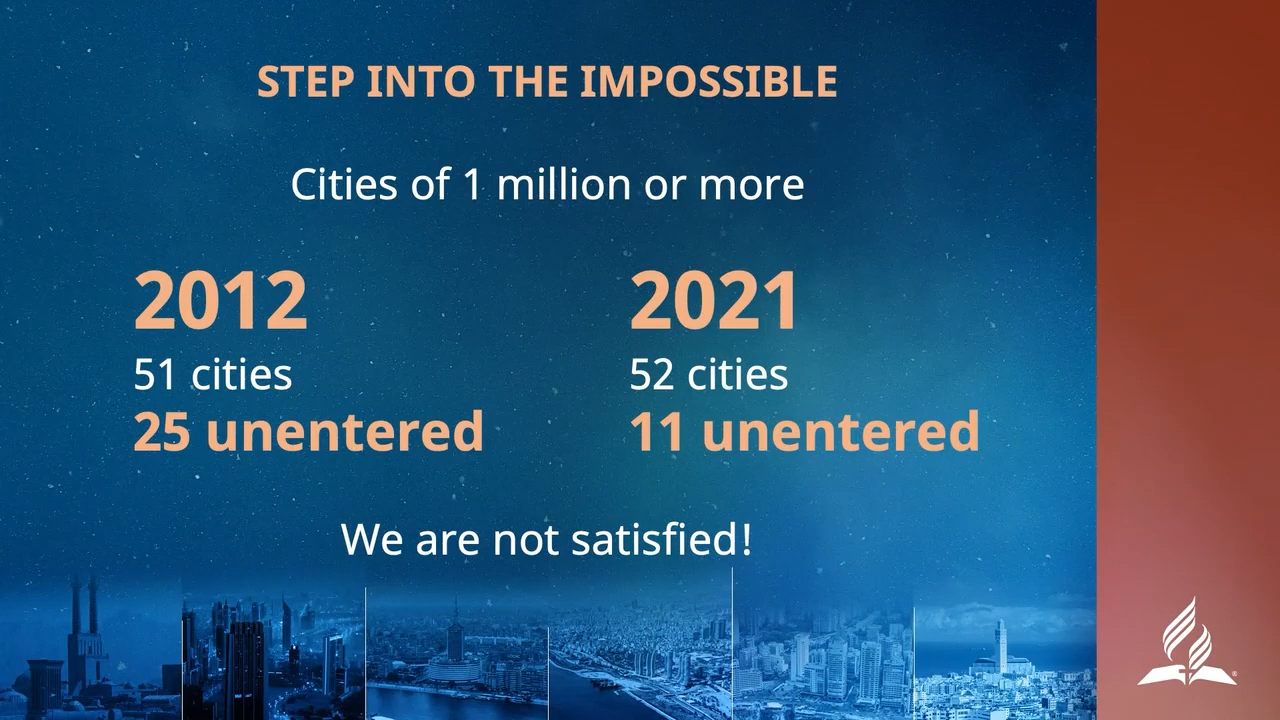 STEP INTO THE IMPOSSIBLE
Cities of 1 million or more
2012
51 cities
25 unentered
2021
52 cities
11 unentered
We are not satisfied!